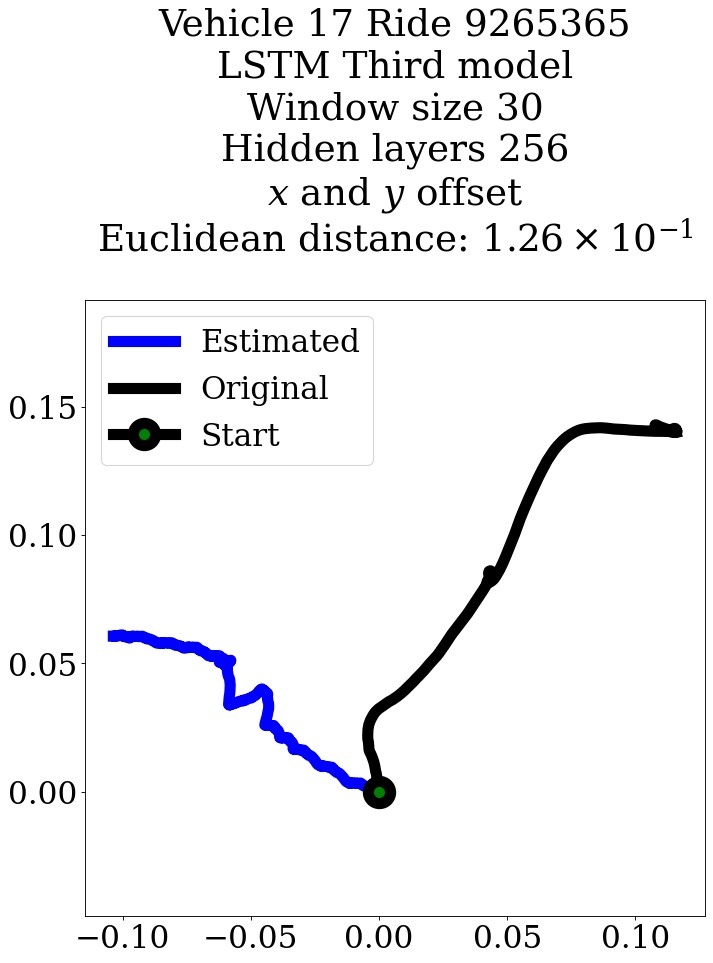 Vehicle 17 Ride 9265365
LSTM Third model
Window size 30
Hidden layers 256
x and y offset
Euclidean distance: 1.26 × 10⁻¹
Estimated
Original
Start
0.15
0.10
0.05
0.00
−0.10 −0.05 0.00 0.05 0.10